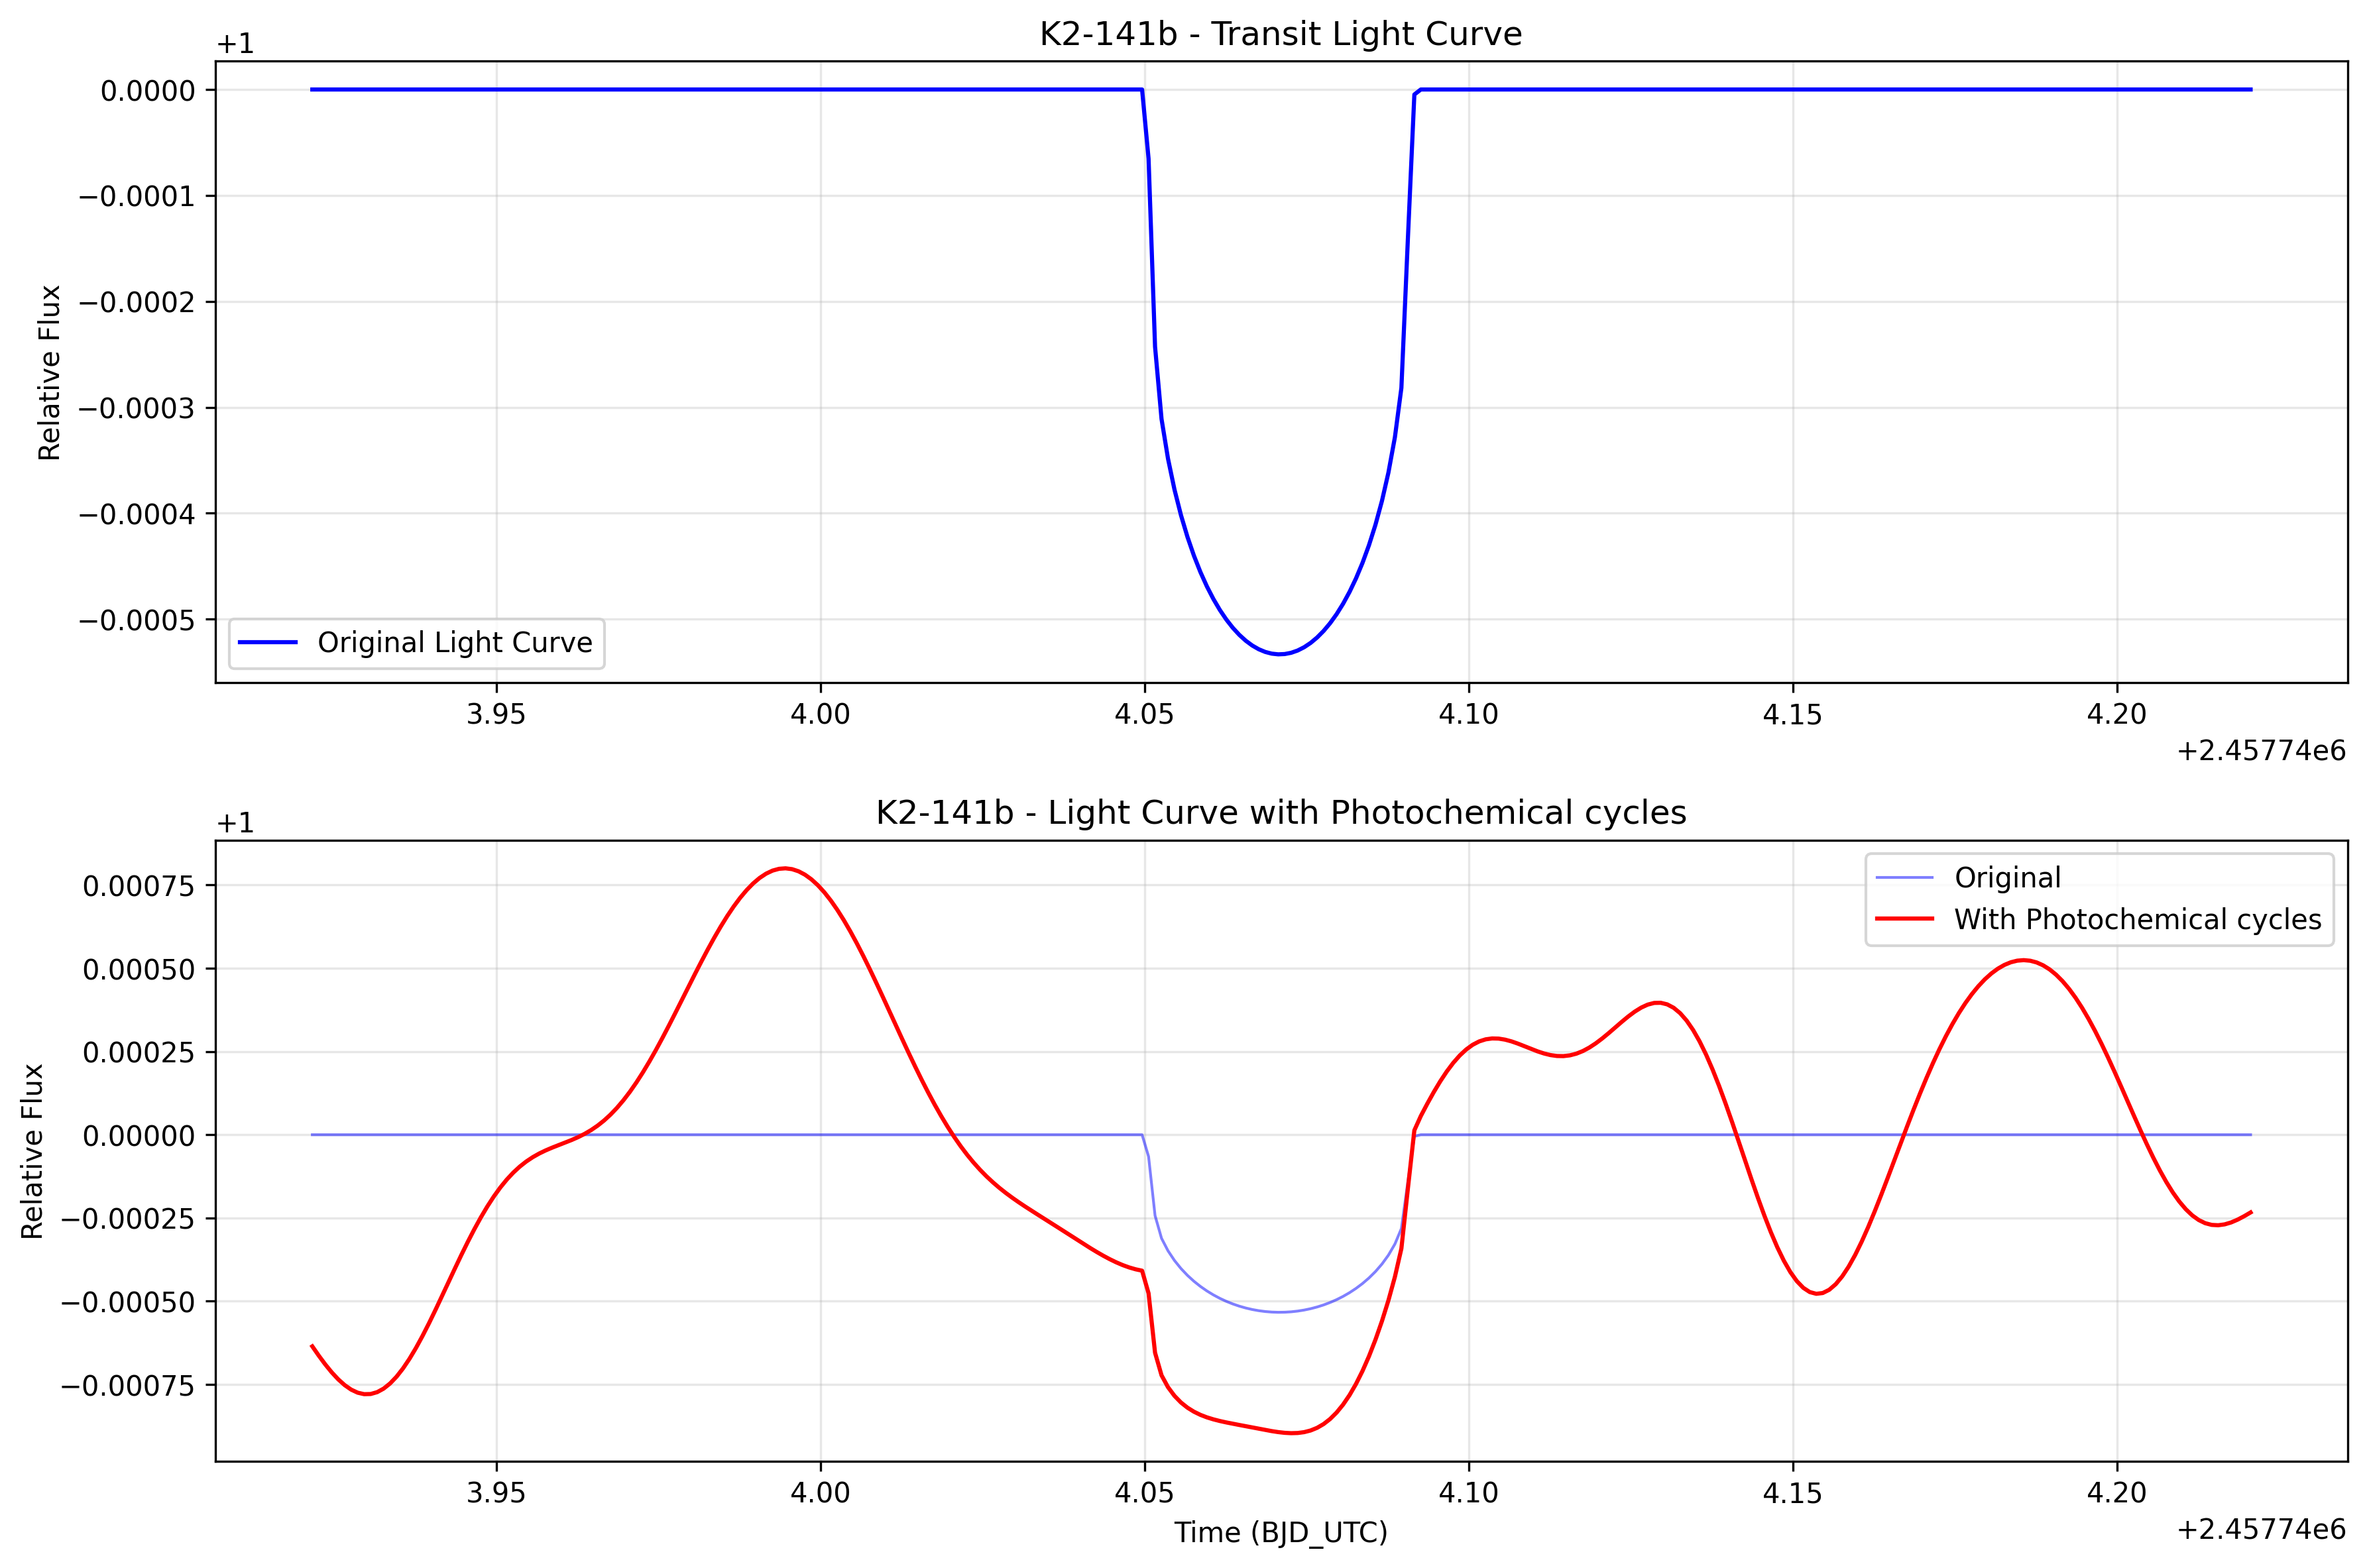 K2-141b - Transit Light Curve
+1
0.0000
−0.0001
−0.0002
−0.0003
−0.0004
−0.0005
Relative Flux
Original Light Curve
3.95 4.00 4.05 4.10 4.15 4.20
+2.45774e6
K2-141b - Light Curve with Photochemical cycles
+1
0.00075
0.00050
0.00025
0.00000
−0.00025
−0.00050
−0.00075
Relative Flux
Original
With Photochemical cycles
3.95 4.00 4.05 4.10 4.15 4.20
Time (BJD_UTC)
+2.45774e6